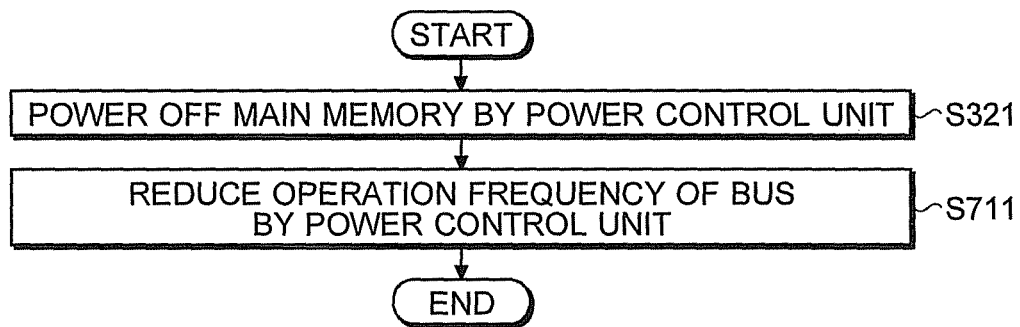 START
POWER OFF MAIN MEMORY BY POWER CONTROL UNIT
S321
REDUCE OPERATION FREQUENCY OF BUS
BY POWER CONTROL UNIT
S711
END